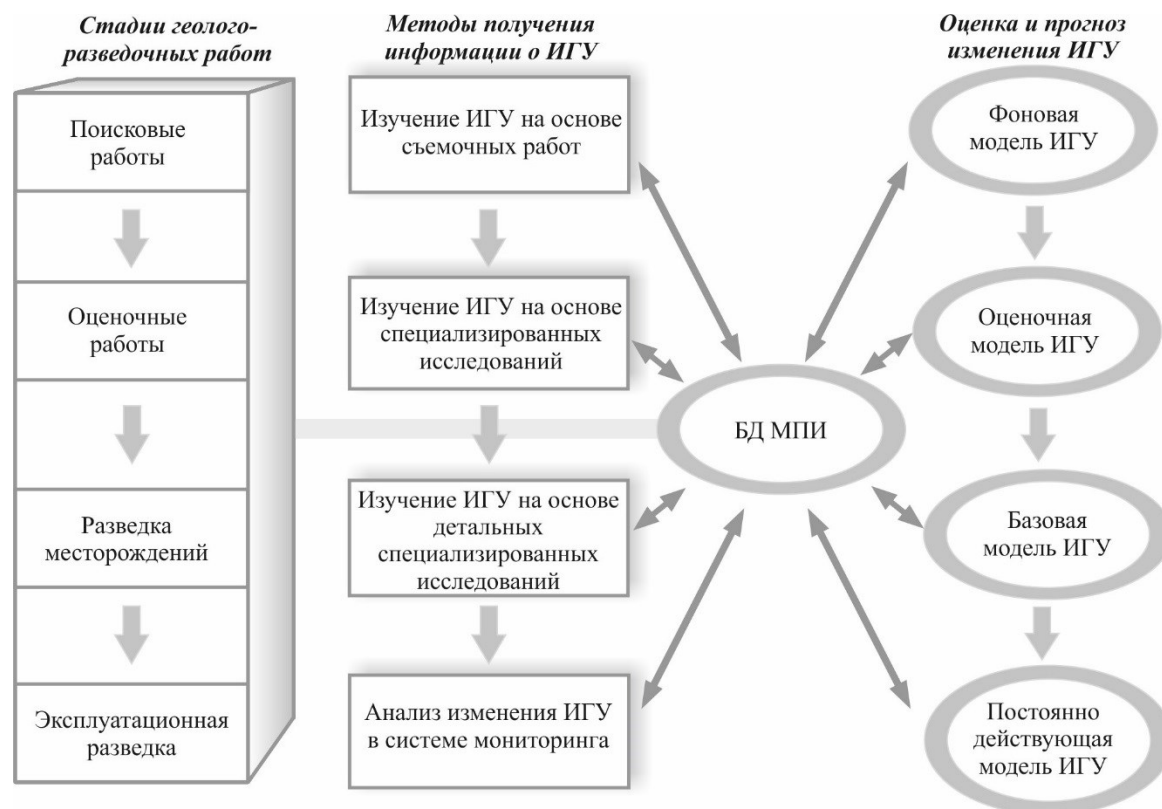 Стадии геолого-
разведочных работ
Поисковые
работы
Оценочные
работы
Разведка
месторождений
Эксплуатационная
разведка
Методы получения
информации о ИГУ
Изучение ИГУ на основе
съемочных работ
Изучение ИГУ на основе
специализированных
исследований
Изучение ИГУ на основе
детальных
специализированных
исследований
Анализ изменения ИГУ
в системе мониторинга
БД МПИ
Оценка и прогноз
изменения ИГУ
Фоновая
модель ИГУ
Оценочная
модель ИГУ
Базовая
модель ИГУ
Постоянно
действующая
модель ИГУ